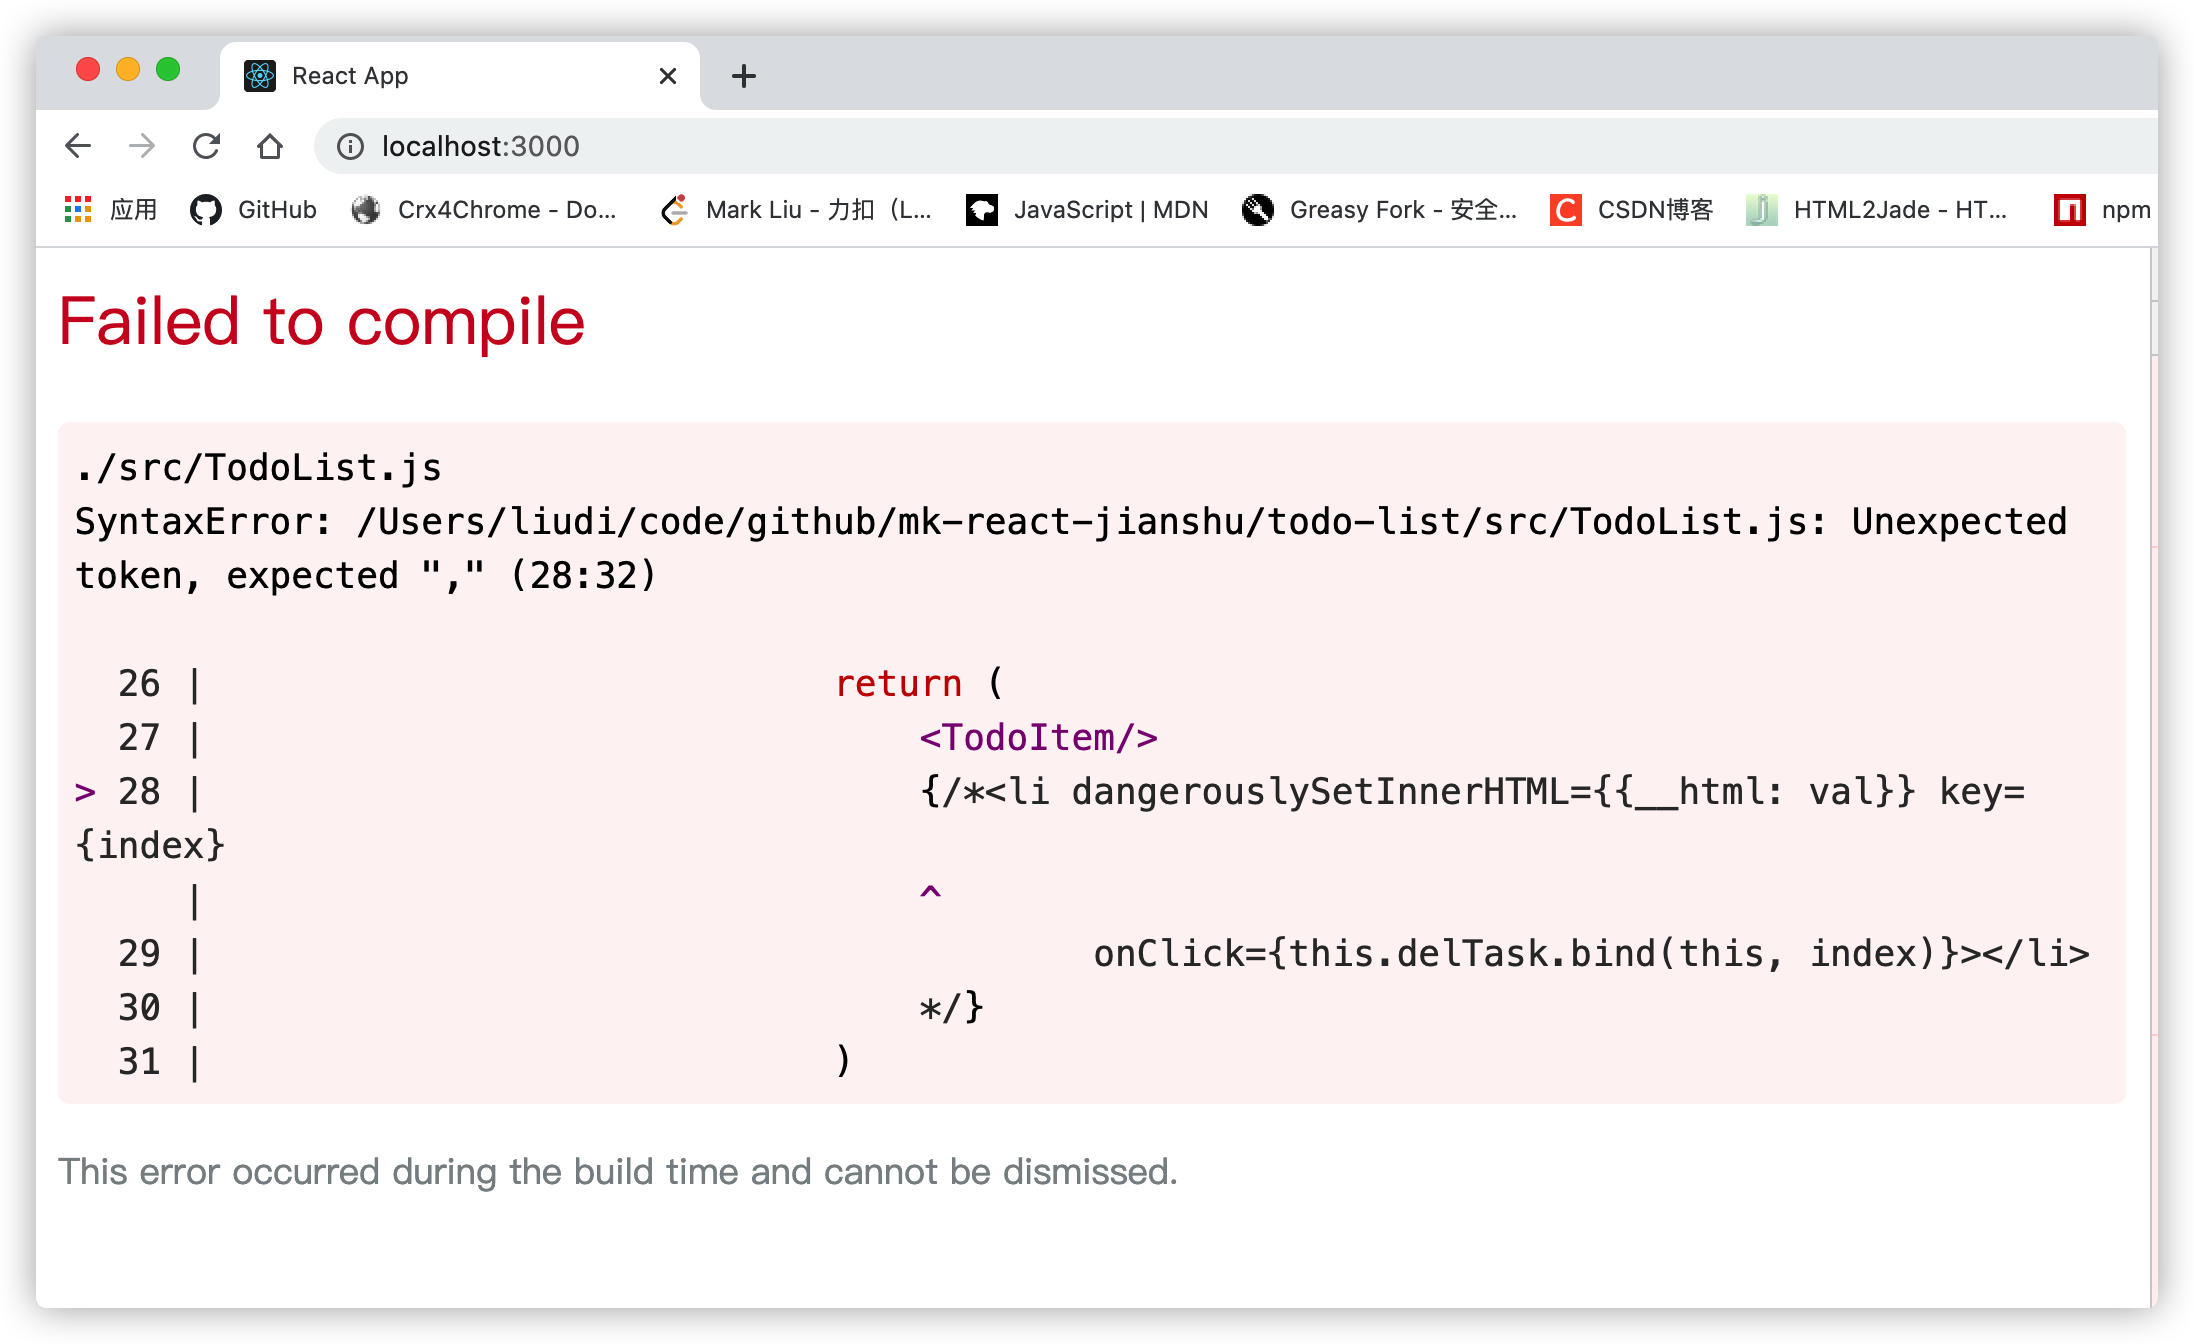 React App
localhost:3000
应用 GitHub Crx4Chrome - Do... Mark Liu - 力扣（L... JavaScript | MDN Greasy Fork - 安全... CSDN博客 HTML2Jade - HT... npm
Failed to compile
./src/TodoList.js
SyntaxError: /Users/liudi/code/github/mk-react-jianshu/todo-list/src/TodoList.js: Unexpected
token, expected "," (28:32)
26 | return (
27 | <TodoItem/>
> 28 | {/*<li dangerouslySetInnerHTML={{__html: val}} key=
{index}
| ^
29 | onClick={this.delTask.bind(this, index)}></li>
30 | */}
31 | )
This error occurred during the build time and cannot be dismissed.